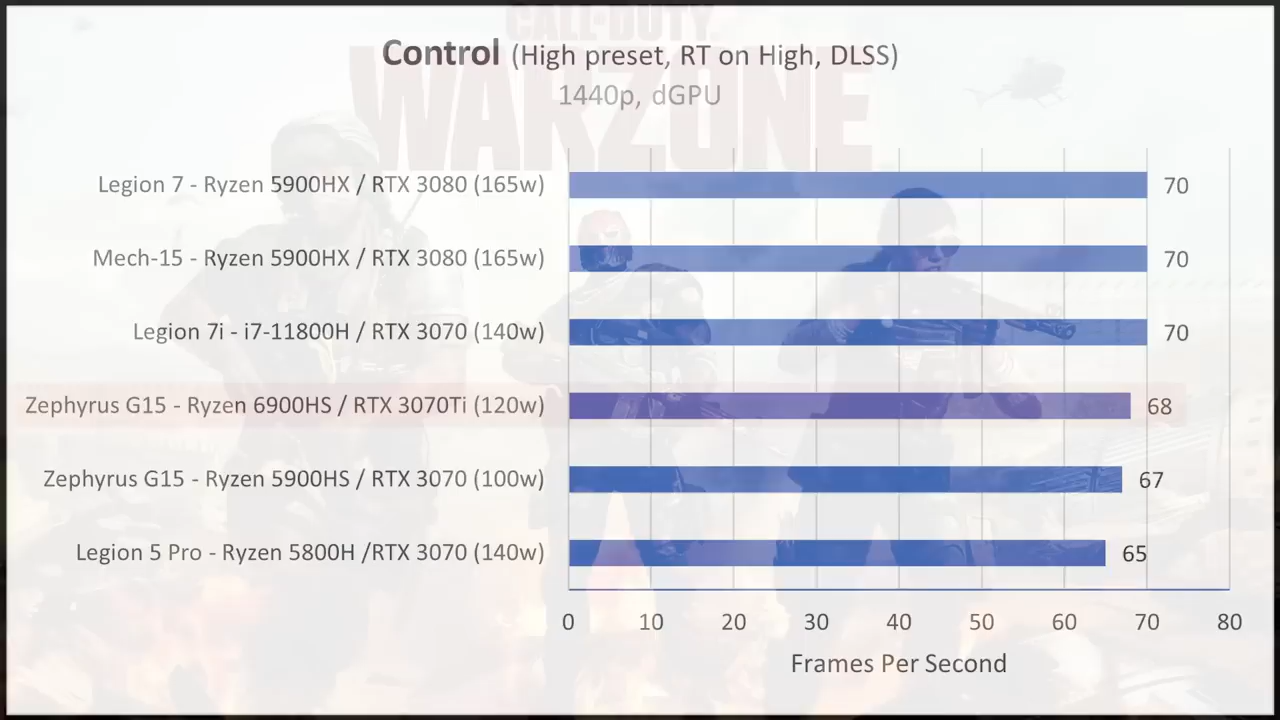 CALL·DUTY.
WARZONE
Control (High preset, RT on High, DLSS)
1440p, dGPU
Legion 7 - Ryzen 5900HX / RTX 3080 (165w) 70
Mech-15 - Ryzen 5900HX / RTX 3080 (165w) 70
Legion 7i - i7-11800H / RTX 3070 (140w) 70
Zephyrus G15 - Ryzen 6900HS / RTX 3070Ti (120w) 68
Zephyrus G15 - Ryzen 5900HS / RTX 3070 (100w) 67
Legion 5 Pro - Ryzen 5800H /RTX 3070 (140w) 65
0 10 20 30 40 50 60 70 80
Frames Per Second